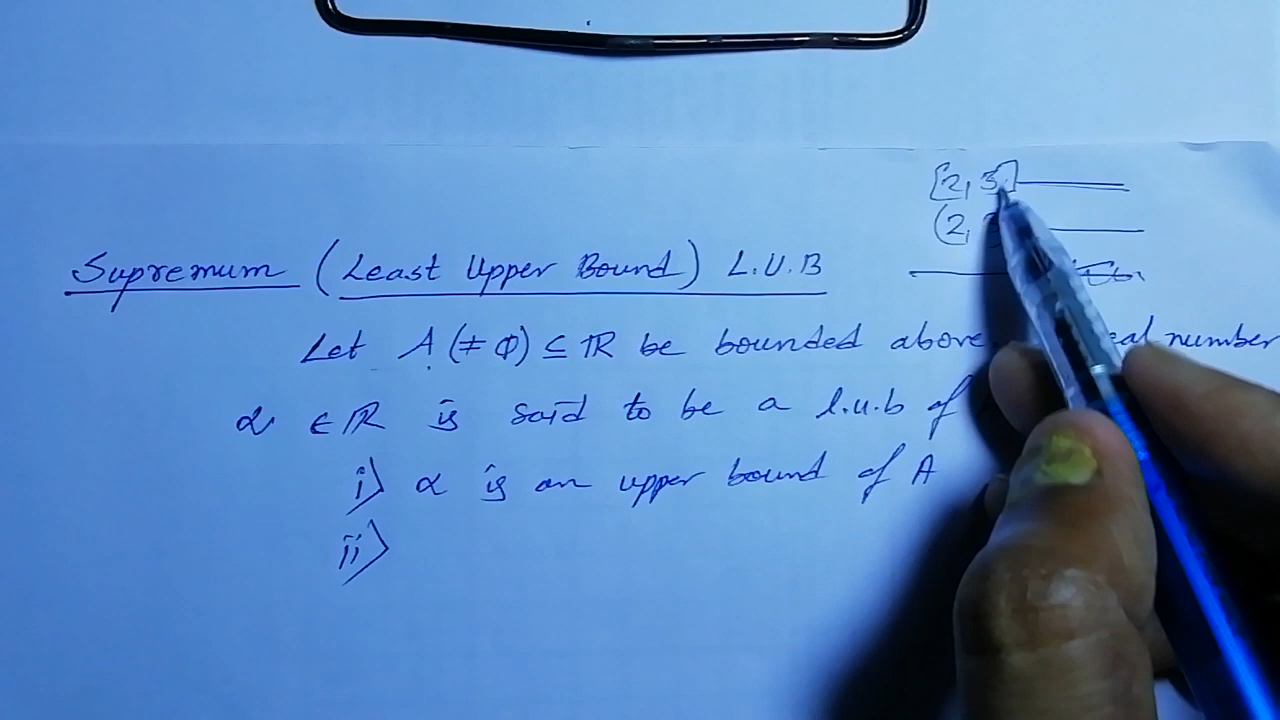 [2, 3]
(2,
Supremum (Least Upper Bound) L.U.B
Let A (≠ Φ) ⊆ ℝ be bounded above number
α ∈ ℝ is said to be a l.u.b of
i) α is an upper bound of A
ii)